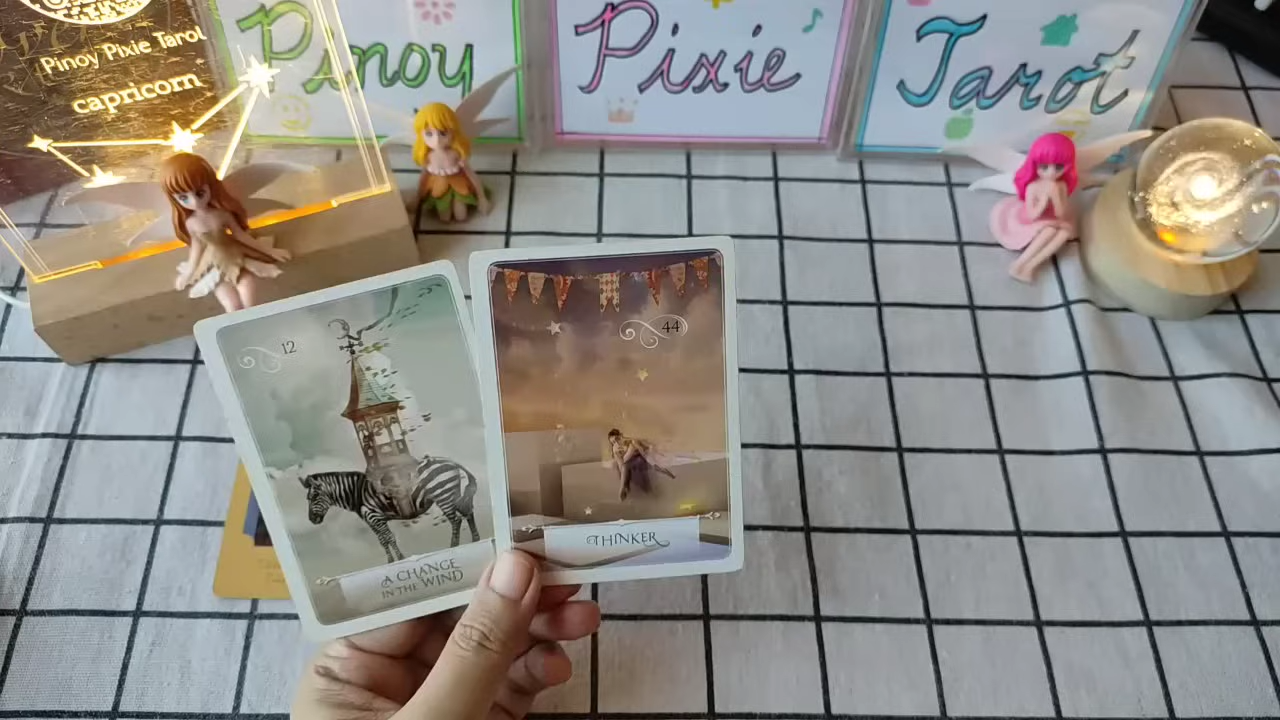 Pinoy Pixie Tarot
capricorn
Pinoy
Pixie
Tarot
12
A CHANGE
IN THE WIND
44
THINKER